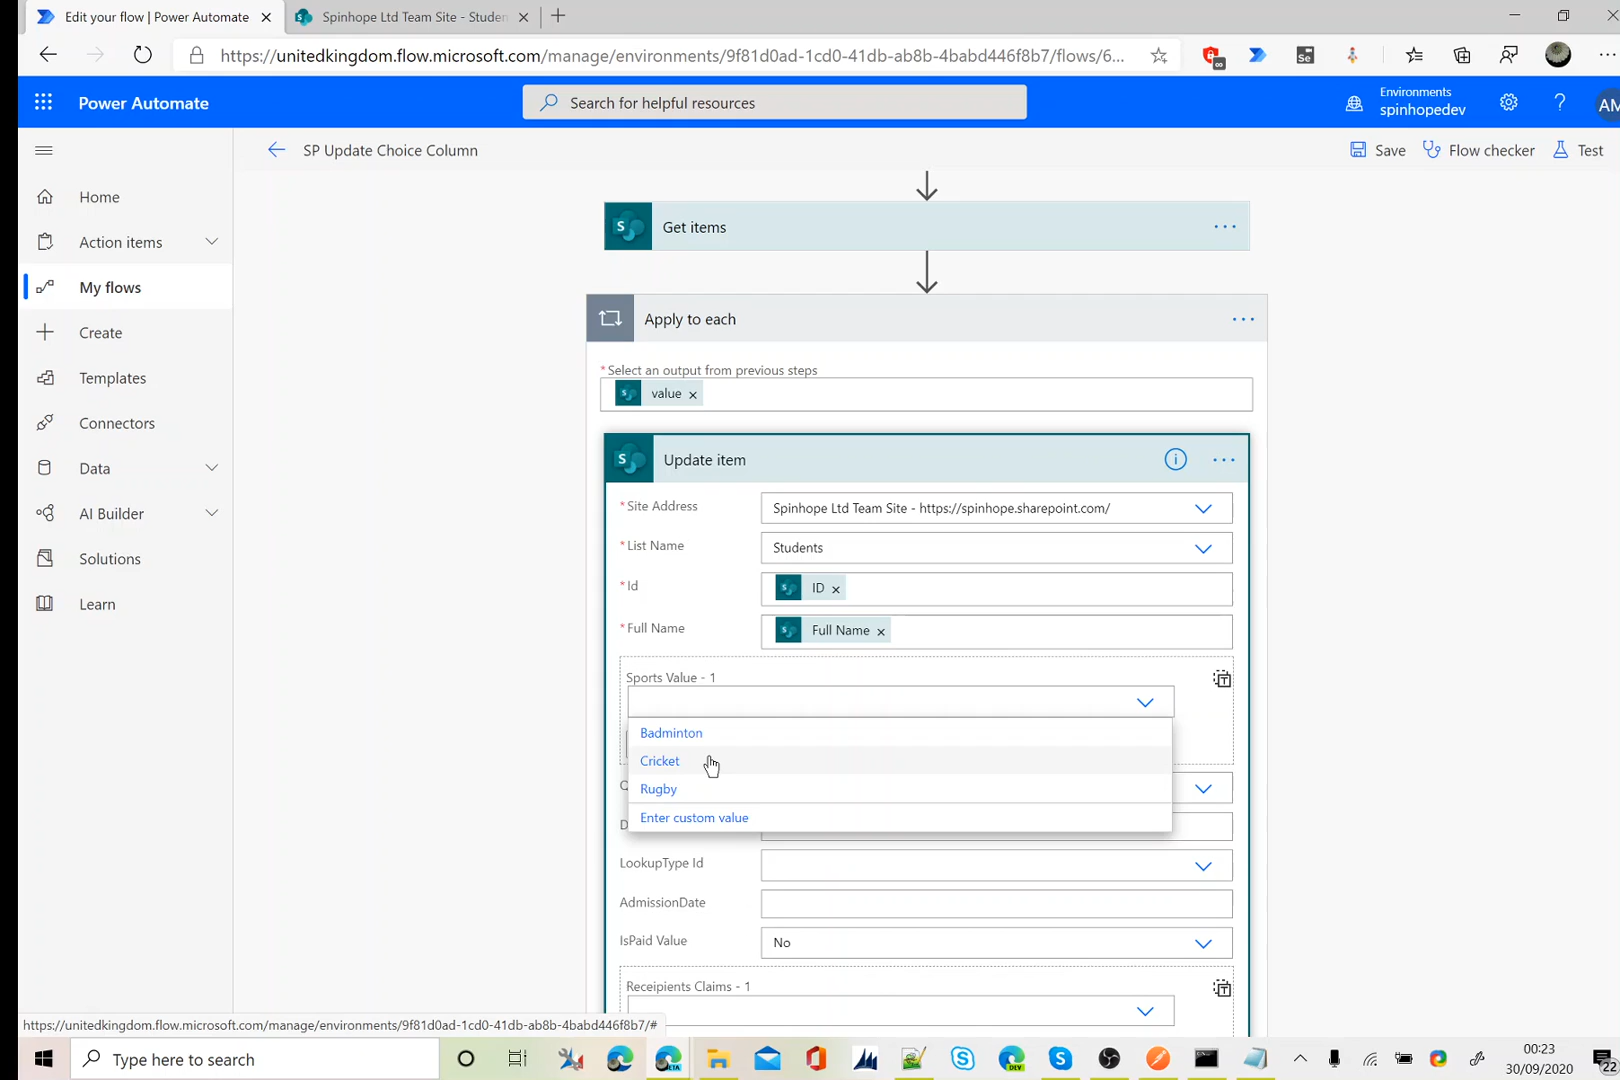 Edit your flow | Power Automate
Spinhope Ltd Team Site - Studen
https://unitedkingdom.flow.microsoft.com/manage/environments/9f81d0ad-1cd0-41db-ab8b-4babd446f8b7/flows/6...
Power Automate
Search for helpful resources
Environments
spinhopedev
?
AM
SP Update Choice Column
Save
Flow checker
Test
Home
Action items
My flows
Create
Templates
Connectors
Data
AI Builder
Solutions
Learn
Get items
Apply to each
* Select an output from previous steps
value
Update item
* Site Address
Spinhope Ltd Team Site - https://spinhope.sharepoint.com/
* List Name
Students
* Id
ID
* Full Name
Full Name
Sports Value - 1
Badminton
Cricket
Rugby
Enter custom value
LookupType Id
AdmissionDate
IsPaid Value
No
Receipients Claims - 1
https://unitedkingdom.flow.microsoft.com/manage/environments/9f81d0ad-1cd0-41db-ab8b-4babd446f8b7/#
Type here to search
00:23
30/09/2020
22